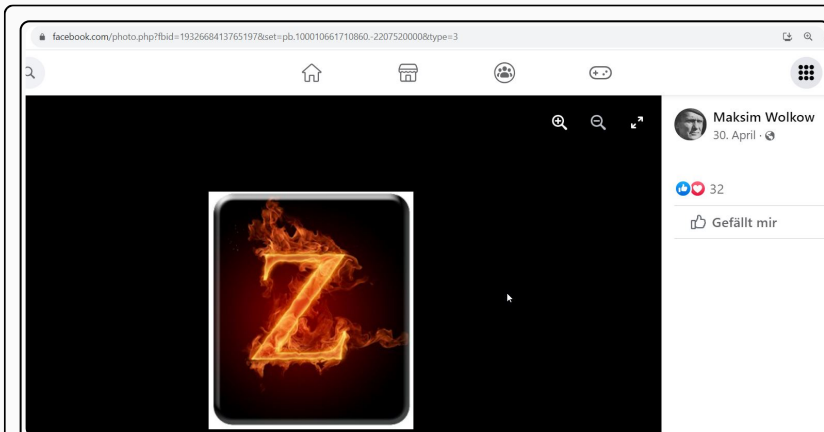 facebook.com/photo.php?fbid=1932668413765197&set=pb.100010661710860.-2207520000&type=3
Z
Maksim Wolkow
30. April ·
32
Gefällt mir